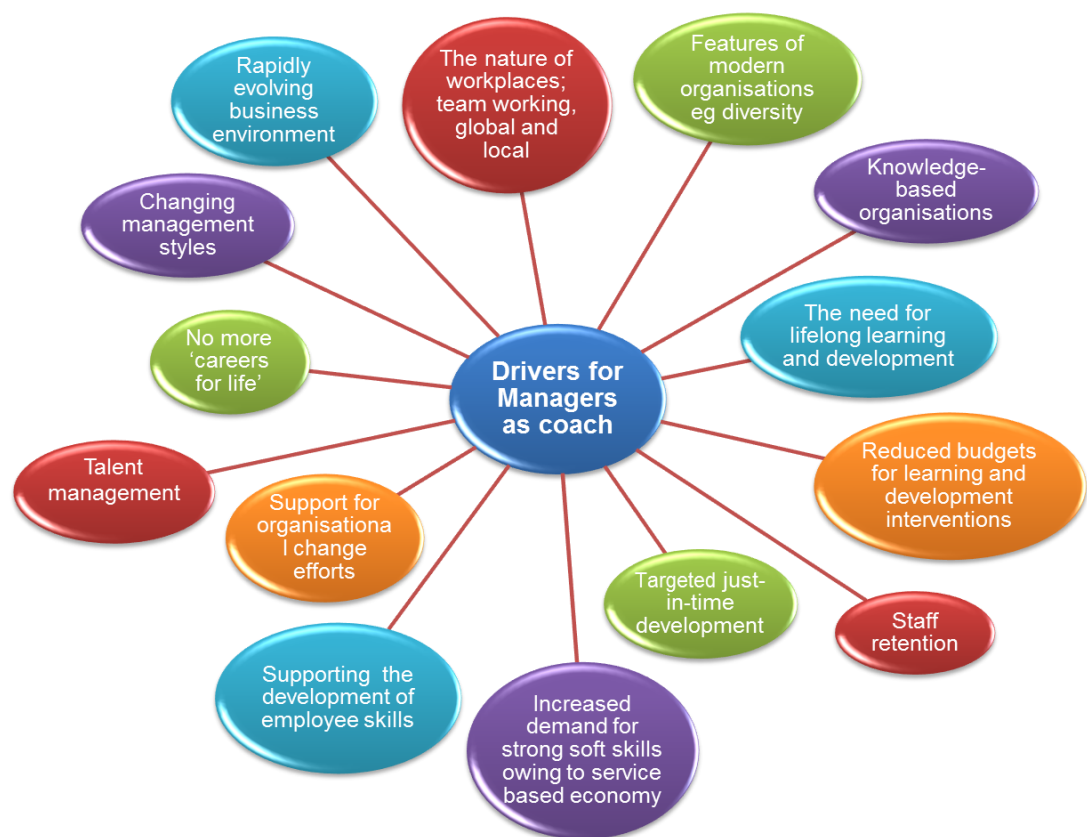 Drivers for
Managers
as coach
The nature of
workplaces;
team working,
global and
local
Features of
modern
organisations
eg diversity
Knowledge-
based
organisations
The need for
lifelong learning
and development
Reduced budgets
for learning and
development
interventions
Staff
retention
Targeted just-
in-time
development
Increased
demand for
strong soft skills
owing to service
based economy
Supporting  the
development of
employee skills
Support for
organisationa
l change
efforts
Talent
management
No more
‘careers
for life’
Changing
management
styles
Rapidly
evolving
business
environment